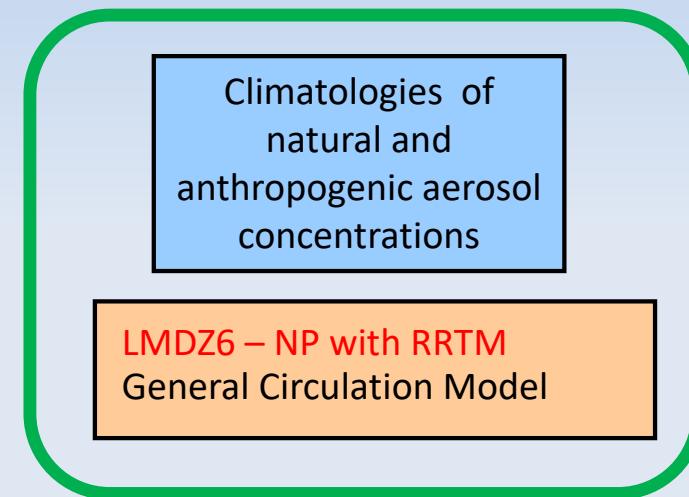 Climatologies of
natural and
anthropogenic aerosol
concentrations
LMDZ6 – NP with RRTM
General Circulation Model